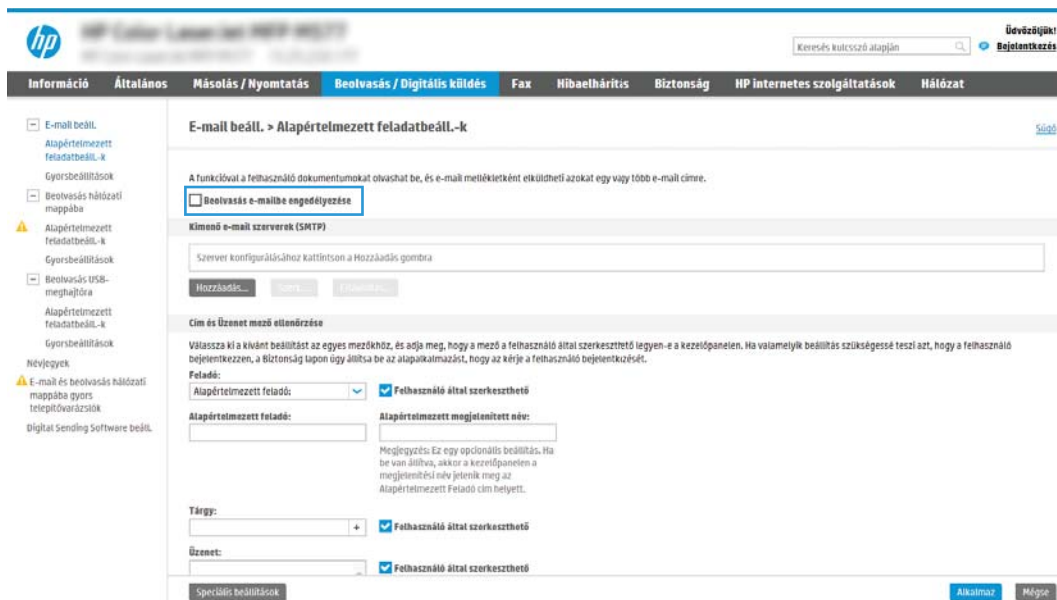 hp
Üdvözöljük!
Keresés kulcsszó alapján
Bejelentkezés
Információ Általános Másolás / Nyomtatás Beolvasás / Digitális küldés Fax Hibaelhárítás Biztonság HP internetes szolgáltatások Hálózat
E-mail beáll.
Alapértelmezett
feladatbeáll.-k
Gyorsbeállítások
Beolvasás hálózati
mappába
Alapértelmezett
feladatbeáll.-k
Gyorsbeállítások
Beolvasás USB-
meghajtóra
Alapértelmezett
feladatbeáll.-k
Gyorsbeállítások
Névjegyek
E-mail és beolvasás hálózati
mappába gyors
telepítővarázslók
Digital Sending Software beáll.
E-mail beáll. > Alapértelmezett feladatbeáll.-k
Súgó
A funkcióval a felhasználó dokumentumokat olvashat be, és e-mail mellékletként elküldheti azokat egy vagy több e-mail címre.
Beolvasás e-mailbe engedélyezése
Kimenő e-mail szerverek (SMTP)
Szerver konfigurálásához kattintson a Hozzáadás gombra
Hozzáadás...
Cím és Üzenet mező ellenőrzése
Válassza ki a kívánt beállítást az egyes mezőkhöz, és adja meg, hogy a mező a felhasználó által szerkeszthető legyen-e a kezelőpanelen. Ha valamelyik beállítás szükségessé teszi azt, hogy a felhasználó
bejelentkezzen, a Biztonság lapon úgy állítsa be az alapalkalmazást, hogy az kérje a felhasználó bejelentkezését.
Feladó:
Alapértelmezett feladó: Felhasználó által szerkeszthető
Alapértelmezett feladó: Alapértelmezett megjelenített név:
Megjegyzés: Ez egy opcionális beállítás. Ha
be van állítva, akkor a kezelőpanelen a
megjelenítési név jelenik meg az
Alapértelmezett Feladó cím helyett.
Tárgy:
+ Felhasználó által szerkeszthető
Üzenet:
Felhasználó által szerkeszthető
Speciális beállítások Alkalmaz Mégse